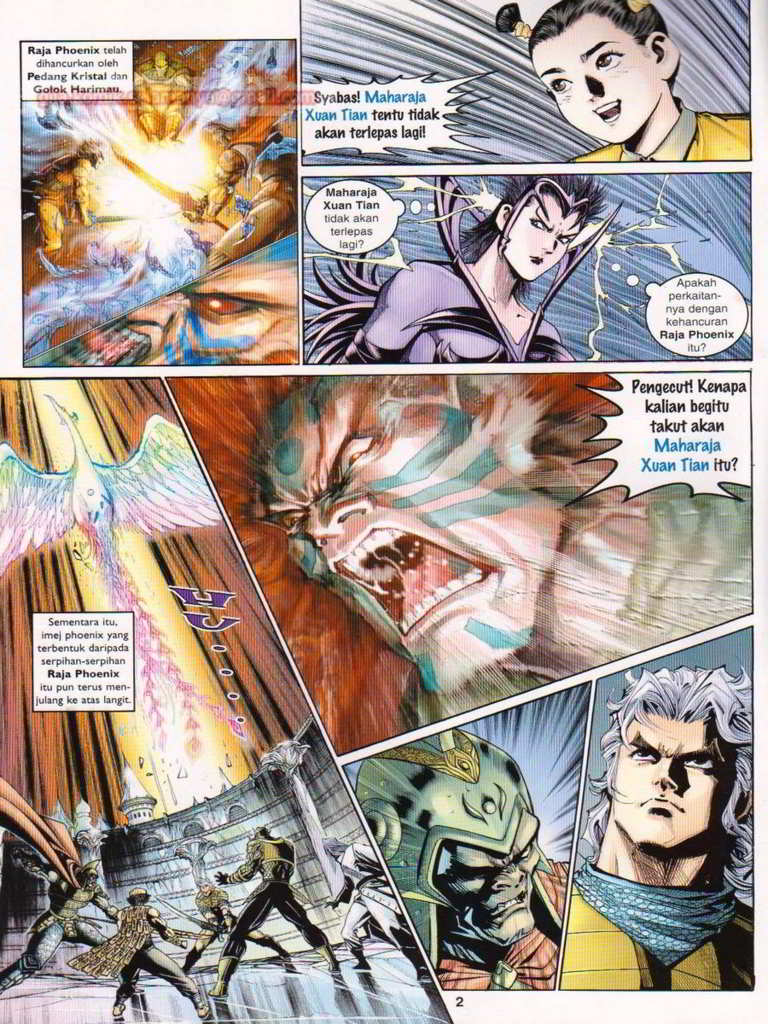 Raja Phoenix telah
dihancurkan oleh
Pedang Kristal dan
Golok Harimau.
Syabas! Maharaja
Xuan Tian tentu tidak
akan terlepas lagi!
Maharaja
Xuan Tian
tidak akan
terlepas
lagi?
Apakah
perkaitan-
nya dengan
kehancuran
Raja Phoenix
itu?
Pengecut! Kenapa
kalian begitu
takut akan
Maharaja
Xuan Tian itu?
Sementara itu,
imej phoenix yang
terbentuk daripada
serpihan-serpihan
Raja Phoenix
itu pun terus men-
julang ke atas langit.
2